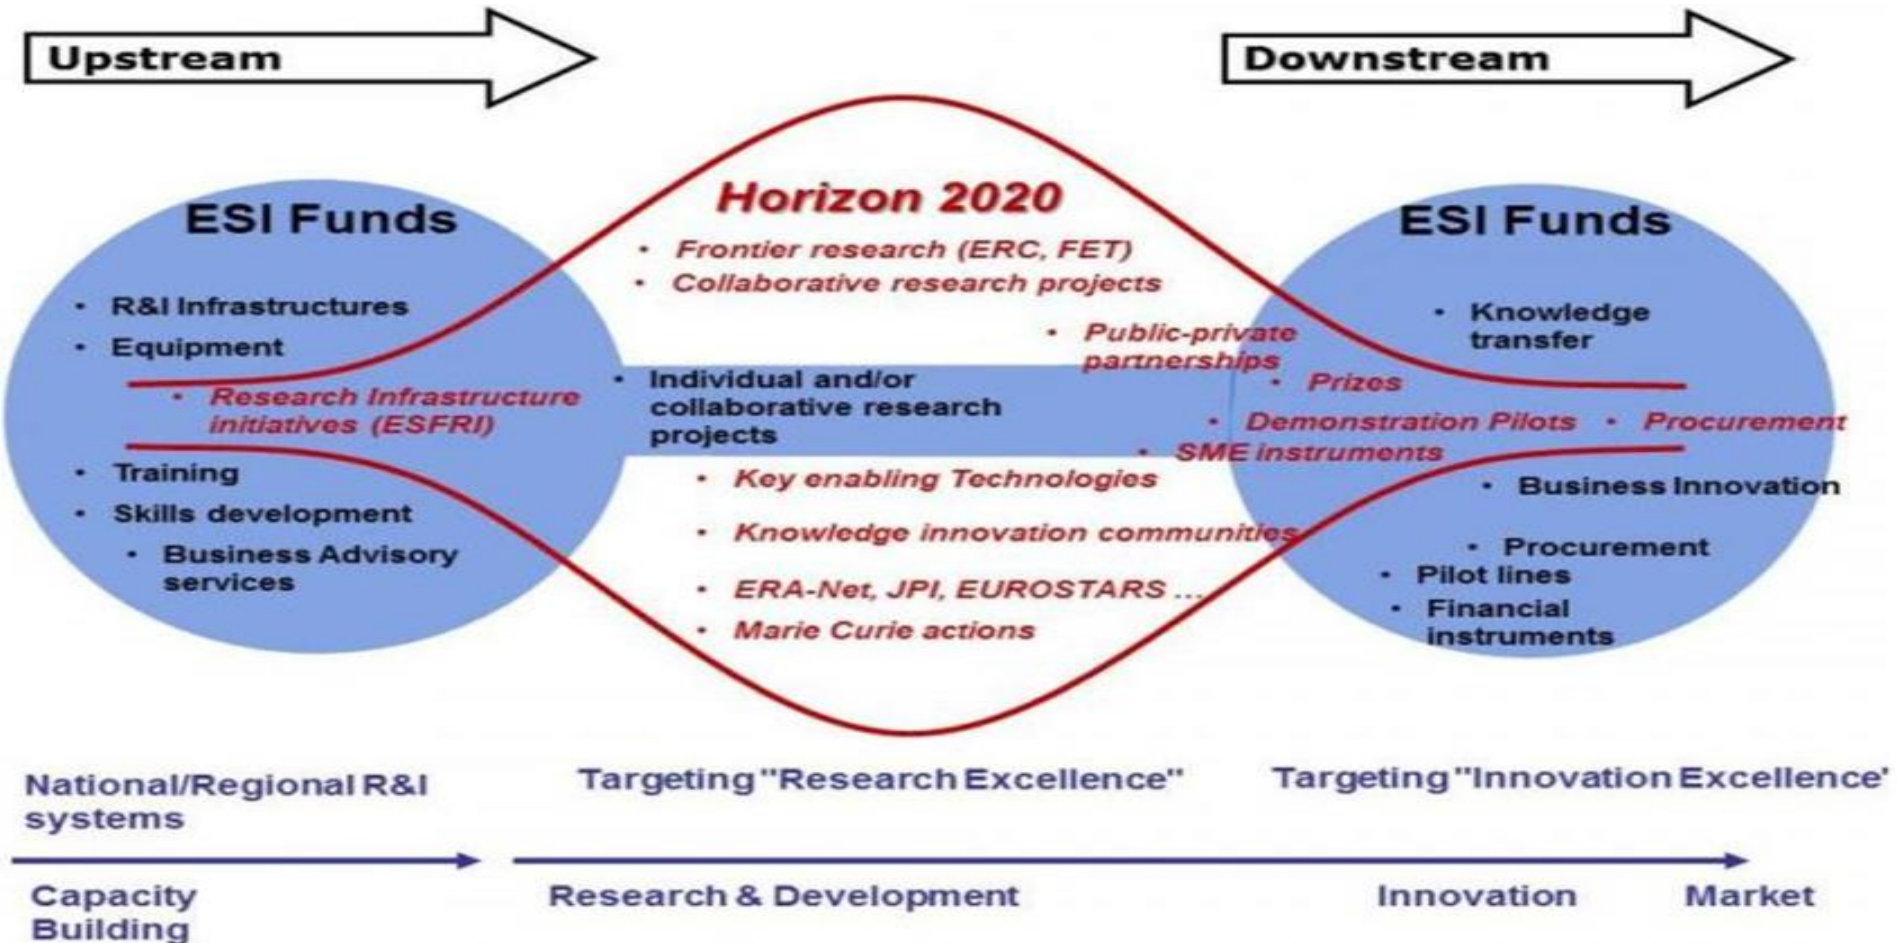 Upstream
Downstream
Horizon 2020
• Frontier research (ERC, FET)
• Collaborative research projects
• Public-private
partnerships
ESI Funds
• R&I Infrastructures
• Equipment
• Research Infrastructure
initiatives (ESFRI)
• Training
• Skills development
• Business Advisory
services
• Individual and/or
collaborative research
projects
• Key enabling Technologies
• Knowledge innovation communities
• ERA-Net, JPI, EUROSTARS ...
• Marie Curie actions
ESI Funds
• Knowledge
transfer
• Prizes
• Demonstration Pilots • Procurement
• SME instruments
• Business Innovation
• Procurement
• Pilot lines
• Financial
instruments
National/Regional R&I
systems
Targeting "Research Excellence"
Targeting "Innovation Excellence'
Capacity
Building
Research & Development
Innovation
Market